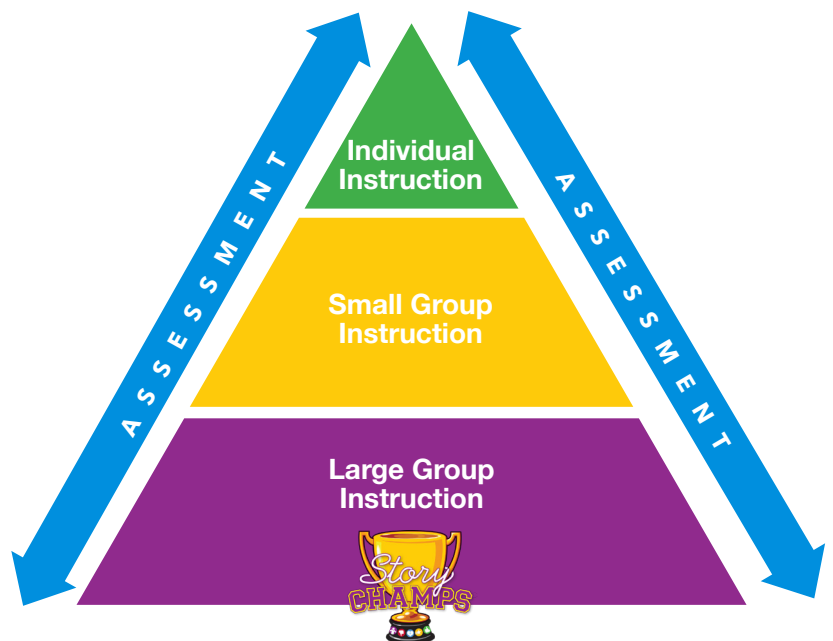 Individual
Instruction
ASSESSMENT
ASSESSMENT
Small Group
Instruction
Large Group
Instruction
Story
CHAMPS